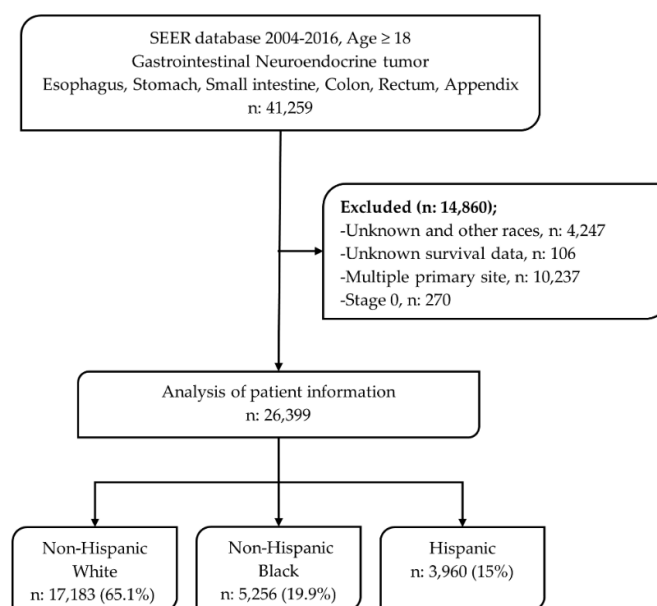 SEER database 2004-2016, Age ≥ 18
Gastrointestinal Neuroendocrine tumor
Esophagus, Stomach, Small intestine, Colon, Rectum, Appendix
n: 41,259
Excluded (n: 14,860);
-Unknown and other races, n: 4,247
-Unknown survival data, n: 106
-Multiple primary site, n: 10,237
-Stage 0, n: 270
Analysis of patient information
n: 26,399
Non-Hispanic
White
n: 17,183 (65.1%)
Non-Hispanic
Black
n: 5,256 (19.9%)
Hispanic
n: 3,960 (15%)